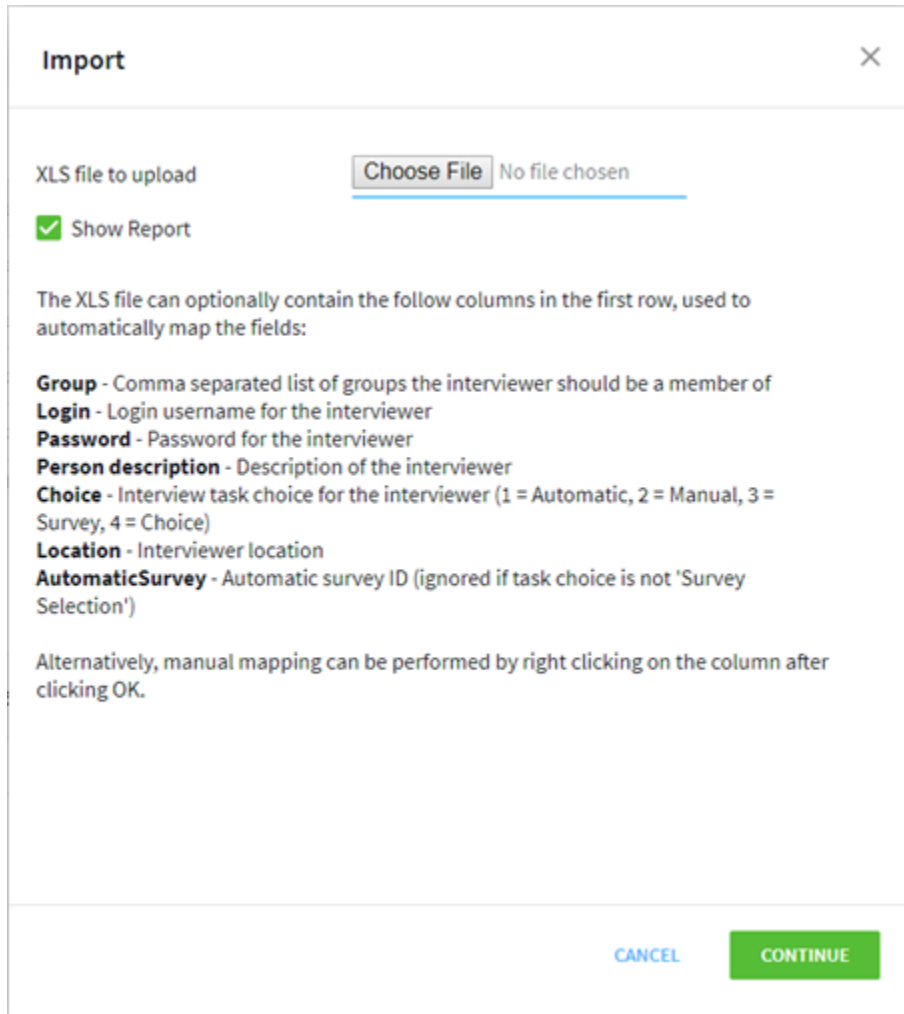 Import
XLS file to upload
Choose File No file chosen
Show Report
The XLS file can optionally contain the follow columns in the first row, used to
automatically map the fields:
Group - Comma separated list of groups the interviewer should be a member of
Login - Login username for the interviewer
Password - Password for the interviewer
Person description - Description of the interviewer
Choice - Interview task choice for the interviewer (1 = Automatic, 2 = Manual, 3 =
Survey, 4 = Choice)
Location - Interviewer location
AutomaticSurvey - Automatic survey ID (ignored if task choice is not 'Survey
Selection')
Alternatively, manual mapping can be performed by right clicking on the column after
clicking OK.
CANCEL
CONTINUE